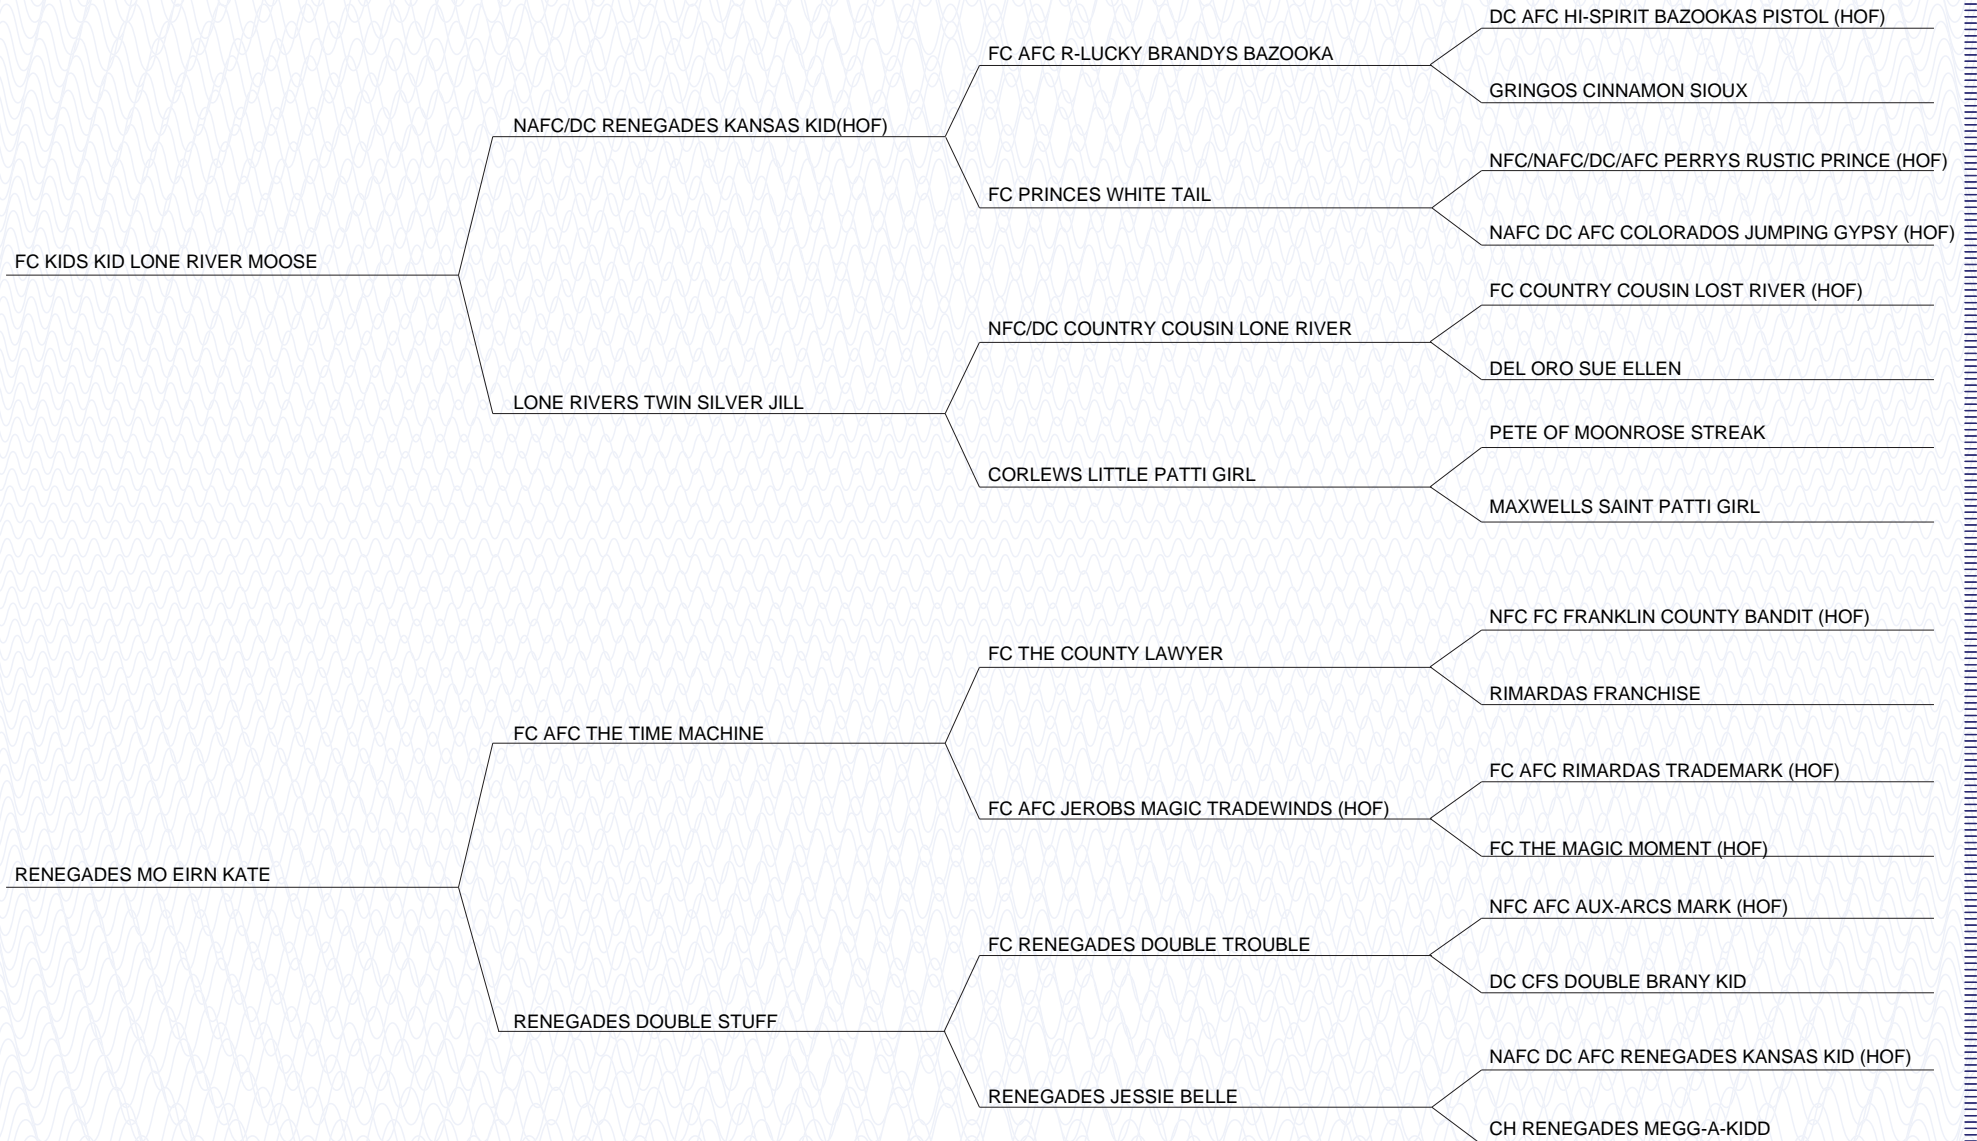 DC AFC HI-SPIRIT BAZOOKAS PISTOL (HOF)
FC AFC R-LUCKY BRANDYS BAZOOKA
GRINGOS CINNAMON SIOUX
NAFC/DC RENEGADES KANSAS KID(HOF)
NFC/NAFC/DC/AFC PERRYS RUSTIC PRINCE (HOF)
FC PRINCES WHITE TAIL
NAFC DC AFC COLORADOS JUMPING GYPSY (HOF)
FC KIDS KID LONE RIVER MOOSE
FC COUNTRY COUSIN LOST RIVER (HOF)
NFC/DC COUNTRY COUSIN LONE RIVER
DEL ORO SUE ELLEN
LONE RIVERS TWIN SILVER JILL
PETE OF MOONROSE STREAK
CORLEWS LITTLE PATTI GIRL
MAXWELLS SAINT PATTI GIRL
NFC FC FRANKLIN COUNTY BANDIT (HOF)
FC THE COUNTY LAWYER
RIMARDAS FRANCHISE
FC AFC THE TIME MACHINE
FC AFC RIMARDAS TRADEMARK (HOF)
FC AFC JEROBS MAGIC TRADEWINDS (HOF)
FC THE MAGIC MOMENT (HOF)
RENEGADES MO EIRN KATE
NFC AFC AUX-ARCS MARK (HOF)
FC RENEGADES DOUBLE TROUBLE
DC CFS DOUBLE BRANY KID
RENEGADES DOUBLE STUFF
NAFC DC AFC RENEGADES KANSAS KID (HOF)
RENEGADES JESSIE BELLE
CH RENEGADES MEGG-A-KIDD